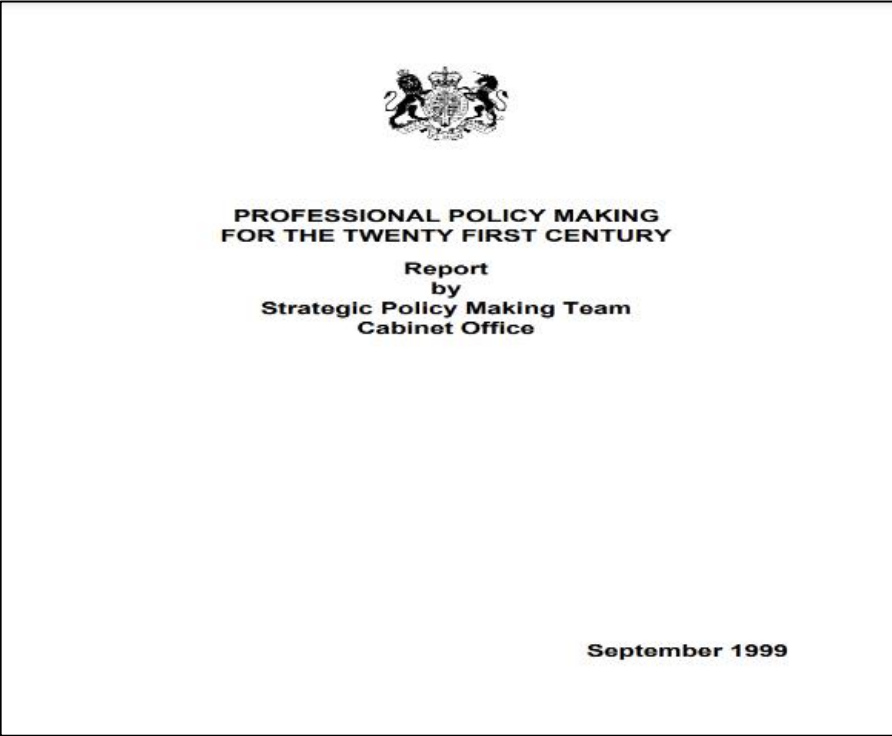 PROFESSIONAL POLICY MAKING
FOR THE TWENTY FIRST CENTURY
Report
by
Strategic Policy Making Team
Cabinet Office
September 1999